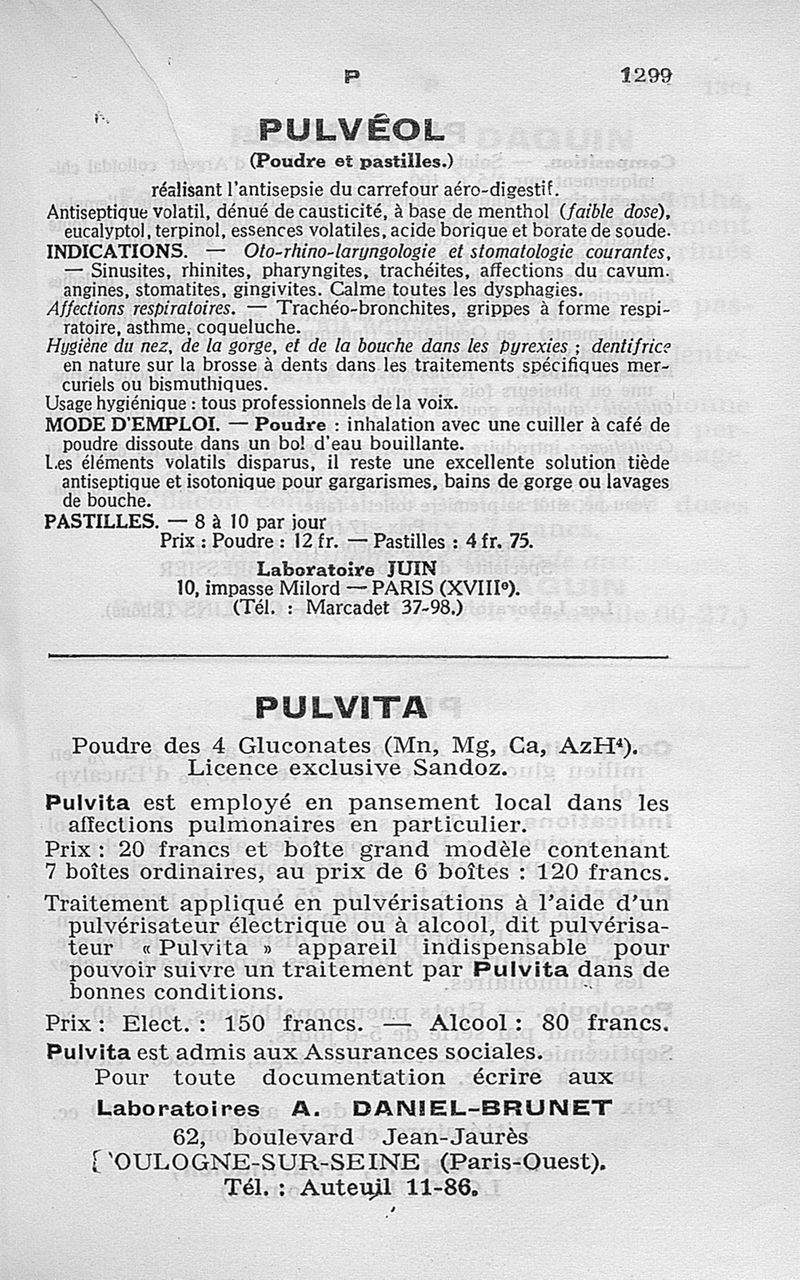 P
1299
PULVÉOL
(Poudre et pastilles.)
réalisant l'antisepsie du carrefour aéro-digestif.
Antiseptique volatil, dénué de causticité, à base de menthol (faible dose),
eucalyptol, terpinol, essences volatiles, acide borique et borate de soude.
INDICATIONS. — Oto-rhino-laryngologie et stomatologie courantes,
— Sinusites, rhinites, pharyngites, trachéites, affections du cavum.
angines, stomatites, gingivites. Calme toutes les dysphagies.
Affections respiratoires. — Trachéo-bronchites, grippes à forme respi-
ratoire, asthme, coqueluche.
Hygiène du nez, de la gorge, et de la bouche dans les pyrexies ; dentifrice
en nature sur la brosse à dents dans les traitements spécifiques mer-
curiels ou bismuthiques.
Usage hygiénique : tous professionnels de la voix.
MODE D'EMPLOI. — Poudre : inhalation avec une cuiller à café de
poudre dissoute dans un bol d'eau bouillante.
Les éléments volatils disparus, il reste une excellente solution tiède
antiseptique et isotonique pour gargarismes, bains de gorge ou lavages
de bouche.
PASTILLES. — 8 à 10 par jour
Prix : Poudre : 12 fr. — Pastilles : 4 fr. 75.
Laboratoire JUIN
10, impasse Milord — PARIS (XVIIIe).
(Tél. : Marcadet 37-98.)
PULVITA
Poudre des 4 Gluconates (Mn, Mg, Ca, AzH⁴).
Licence exclusive Sandoz.
Pulvita est employé en pansement local dans les
affections pulmonaires en particulier.
Prix : 20 francs et boîte grand modèle contenant
7 boîtes ordinaires, au prix de 6 boîtes : 120 francs.
Traitement appliqué en pulvérisations à l'aide d'un
pulvérisateur électrique ou à alcool, dit pulvérisa-
teur « Pulvita » appareil indispensable pour
pouvoir suivre un traitement par Pulvita dans de
bonnes conditions.
Prix : Elect. : 150 francs. — Alcool : 80 francs.
Pulvita est admis aux Assurances sociales.
Pour toute documentation écrire aux
Laboratoires A. DANIEL-BRUNET
62, boulevard Jean-Jaurès
OULOGNE-SUR-SEINE (Paris-Ouest).
Tél. : Auteuil 11-86.